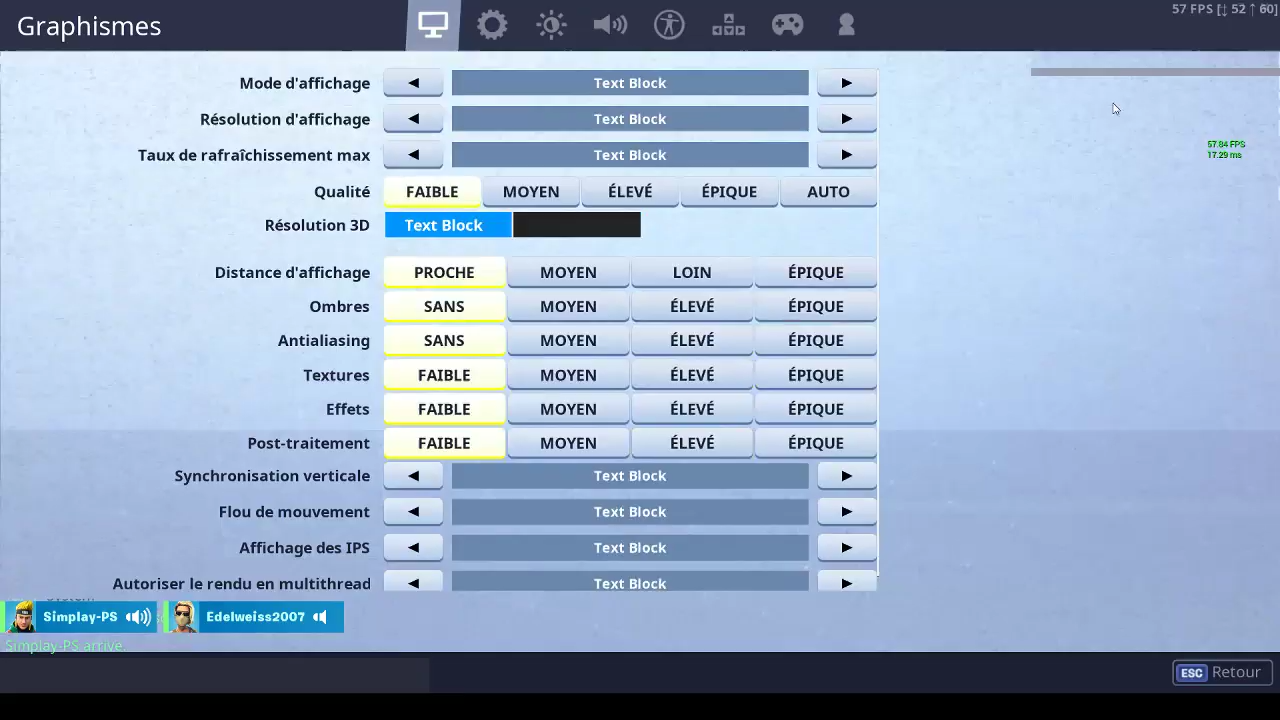 Graphismes
57 FPS [↓ 52 ↑ 60]
Mode d'affichage ◄ Text Block ►
Résolution d'affichage ◄ Text Block ►
57.84 FPS
17.29 ms
Taux de rafraîchissement max ◄ Text Block ►
Qualité FAIBLE MOYEN ÉLEVÉ ÉPIQUE AUTO
Résolution 3D Text Block
Distance d'affichage PROCHE MOYEN LOIN ÉPIQUE
Ombres SANS MOYEN ÉLEVÉ ÉPIQUE
Antialiasing SANS MOYEN ÉLEVÉ ÉPIQUE
Textures FAIBLE MOYEN ÉLEVÉ ÉPIQUE
Effets FAIBLE MOYEN ÉLEVÉ ÉPIQUE
Post-traitement FAIBLE MOYEN ÉLEVÉ ÉPIQUE
Synchronisation verticale ◄ Text Block ►
Flou de mouvement ◄ Text Block ►
Affichage des IPS ◄ Text Block ►
Autoriser le rendu en multithread ◄ Text Block ►
Simplay-PS Edelweiss2007
Simplay-PS arrive.
ESC Retour